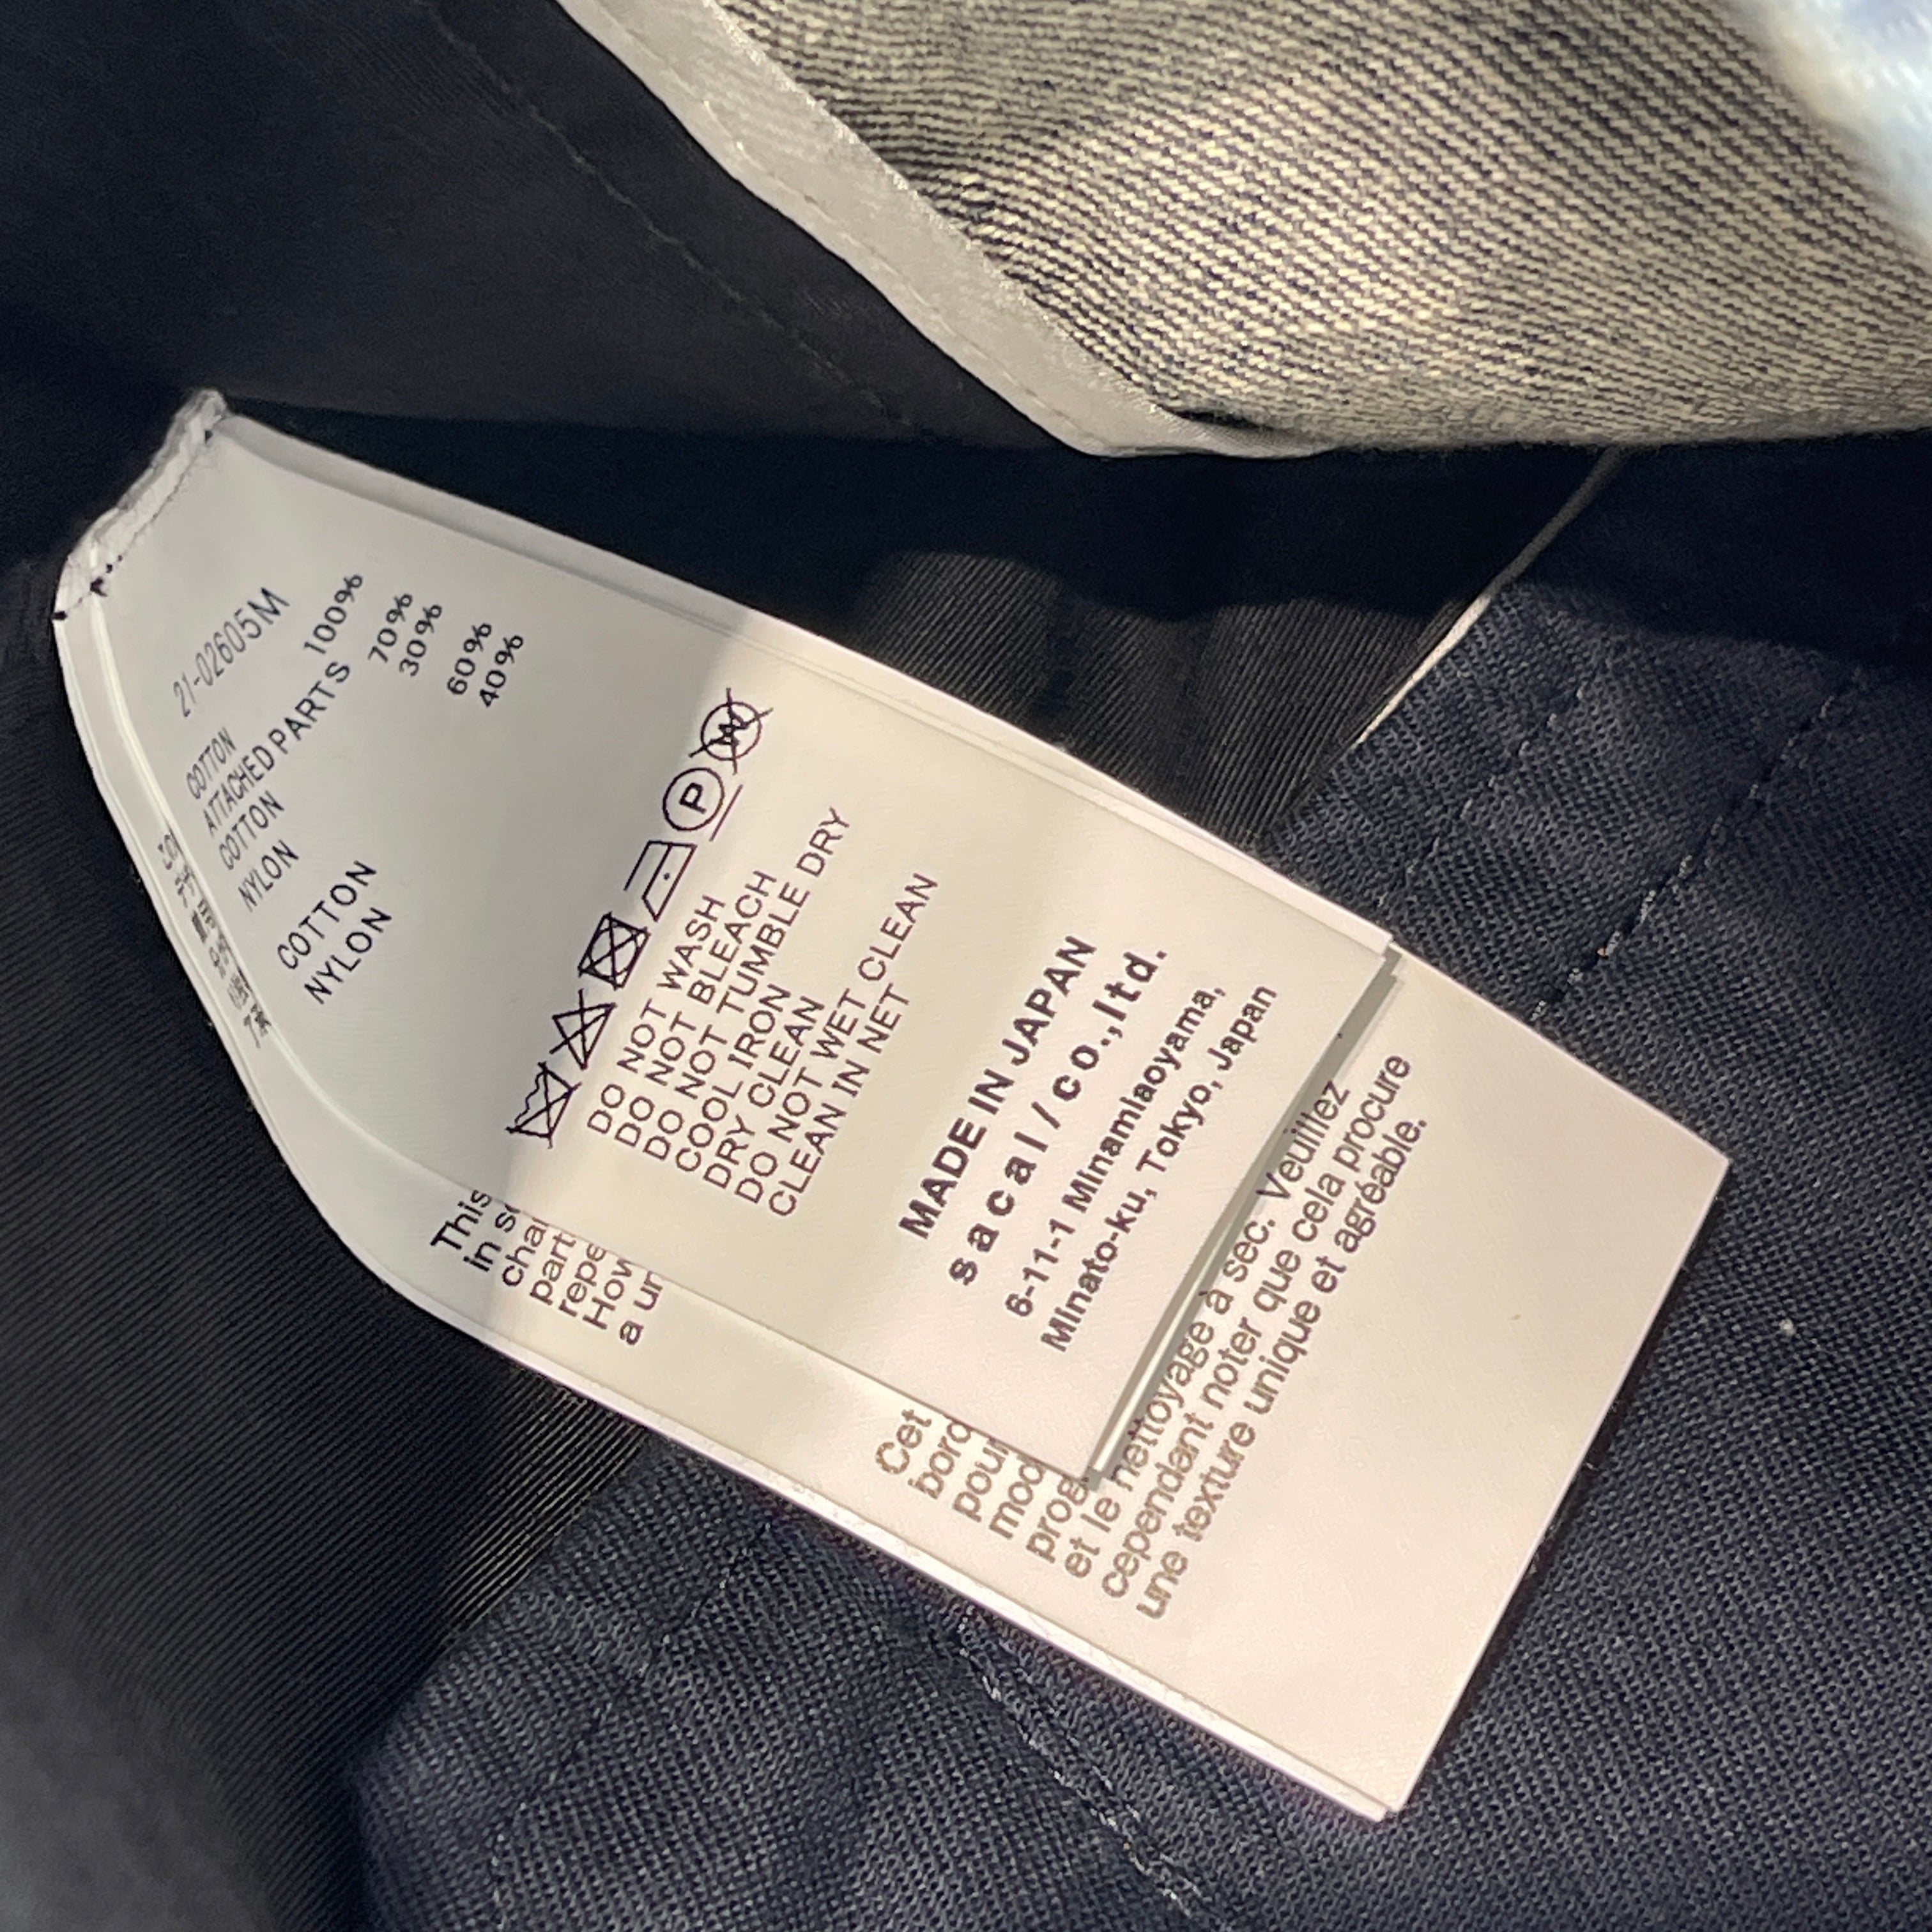 21-02605M
COTTON 100%
ATTACHED PARTS
COTTON 70%
NYLON 30%
COTTON 60%
NYLON 40%
P
W
DO NOT WASH
DO NOT BLEACH
DO NOT TUMBLE DRY
COOL IRON
DRY CLEAN
DO NOT WET CLEAN
CLEAN IN NET
MADE IN JAPAN
sacai/co.,ltd.
6-11-1 Minamiaoyama,
Minato-ku, Tokyo, Japan
This
in
Cet
et le nettoyage à sec. Veuillez
cependant noter que cela procure
une texture unique et agréable.